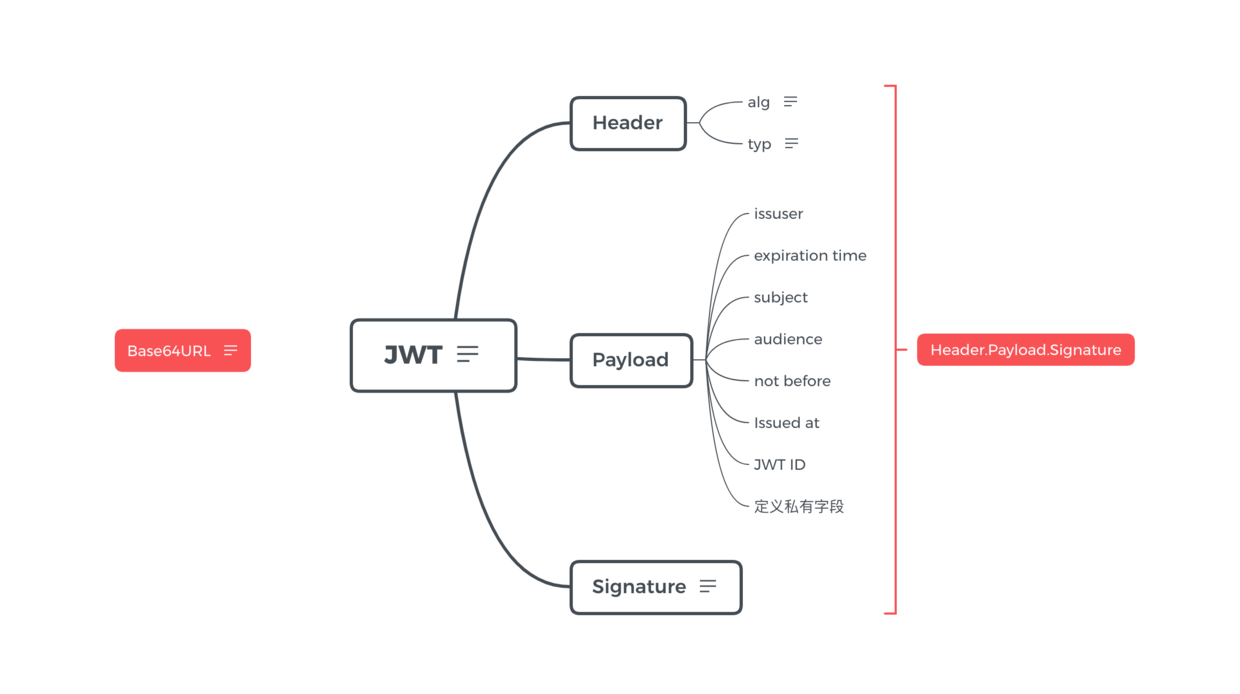 JWT
Base64URL
Header
alg
typ
Payload
issuser
expiration time
subject
audience
not before
Issued at
JWT ID
定义私有字段
Signature
Header.Payload.Signature